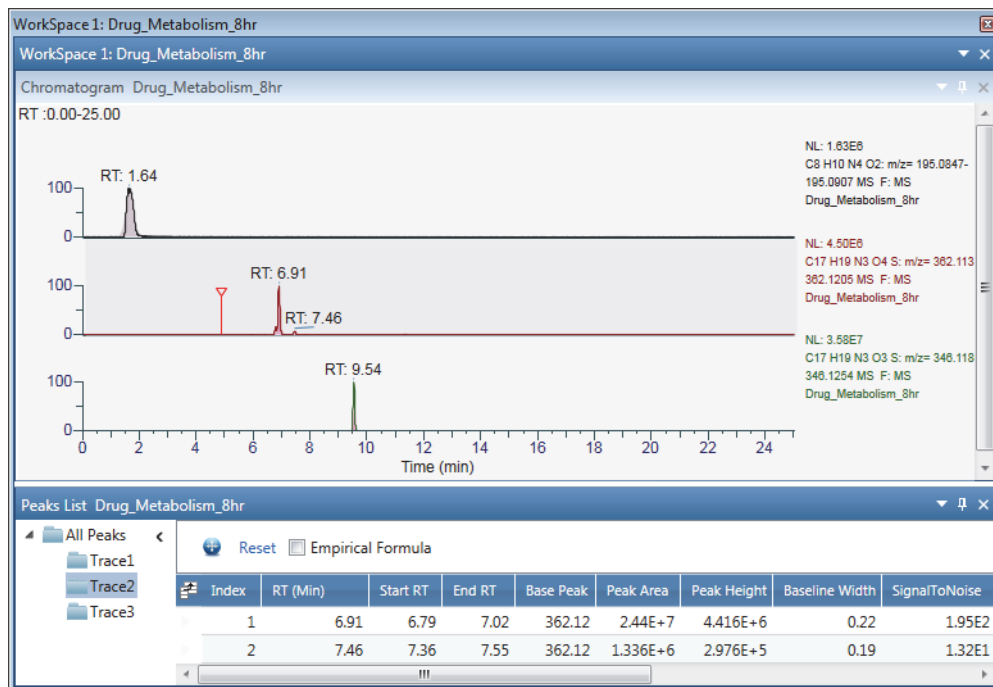 WorkSpace 1: Drug_Metabolism_8hr
WorkSpace 1: Drug_Metabolism_8hr
Chromatogram Drug_Metabolism_8hr
RT :0.00-25.00
NL: 1.63E6
C8 H10 N4 O2: m/z= 195.0847-
195.0907 MS F: MS
Drug_Metabolism_8hr
RT: 1.64
100
0
NL: 4.50E6
C17 H19 N3 O4 S: m/z= 362.113
362.1205 MS F: MS
Drug_Metabolism_8hr
RT: 6.91
100
RT: 7.46
0
NL: 3.58E7
C17 H19 N3 O3 S: m/z= 346.118
346.1254 MS F: MS
Drug_Metabolism_8hr
RT: 9.54
100
0
0 2 4 6 8 10 12 14 16 18 20 22 24
Time (min)
Peaks List Drug_Metabolism_8hr
All Peaks
Trace1
Trace2
Trace3
Reset Empirical Formula
Index RT (Min) Start RT End RT Base Peak Peak Area Peak Height Baseline Width SignalToNoise
1 6.91 6.79 7.02 362.12 2.44E+7 4.416E+6 0.22 1.95E2
2 7.46 7.36 7.55 362.12 1.336E+6 2.976E+5 0.19 1.32E1